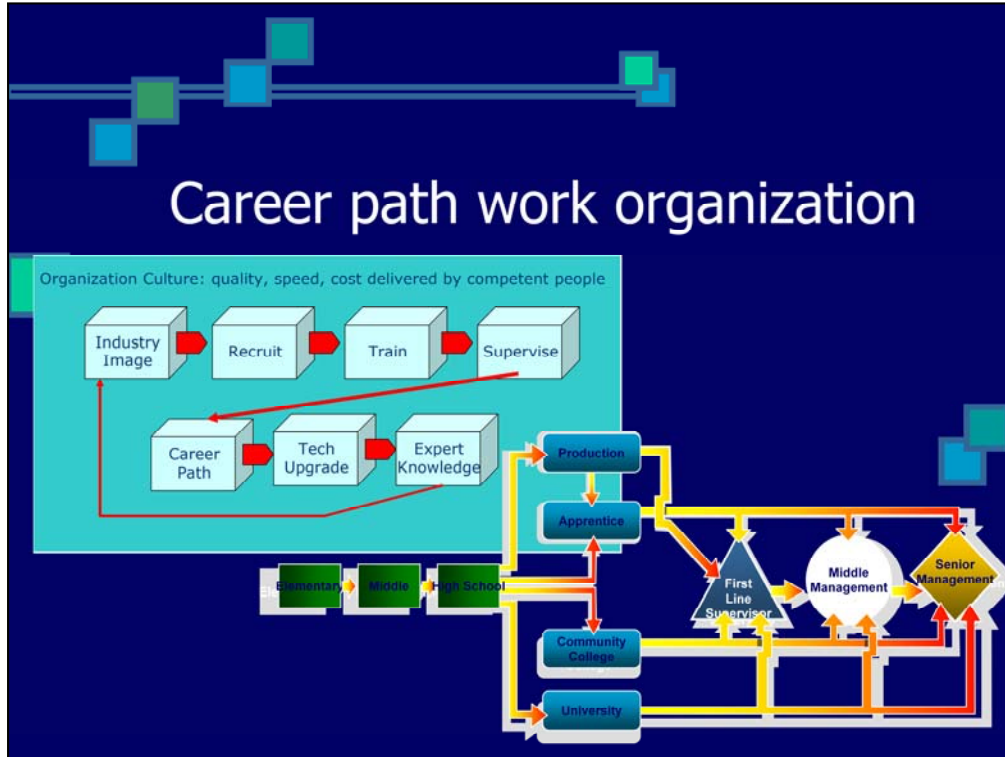 Career path work organization
Organization Culture: quality, speed, cost delivered by competent people
Industry
Image
Recruit
Train
Supervise
Career
Path
Tech
Upgrade
Expert
Knowledge
Production
Apprentice
Elementary
Middle
High School
First
Line
Supervisor
Middle
Management
Senior
Management
Community
College
University